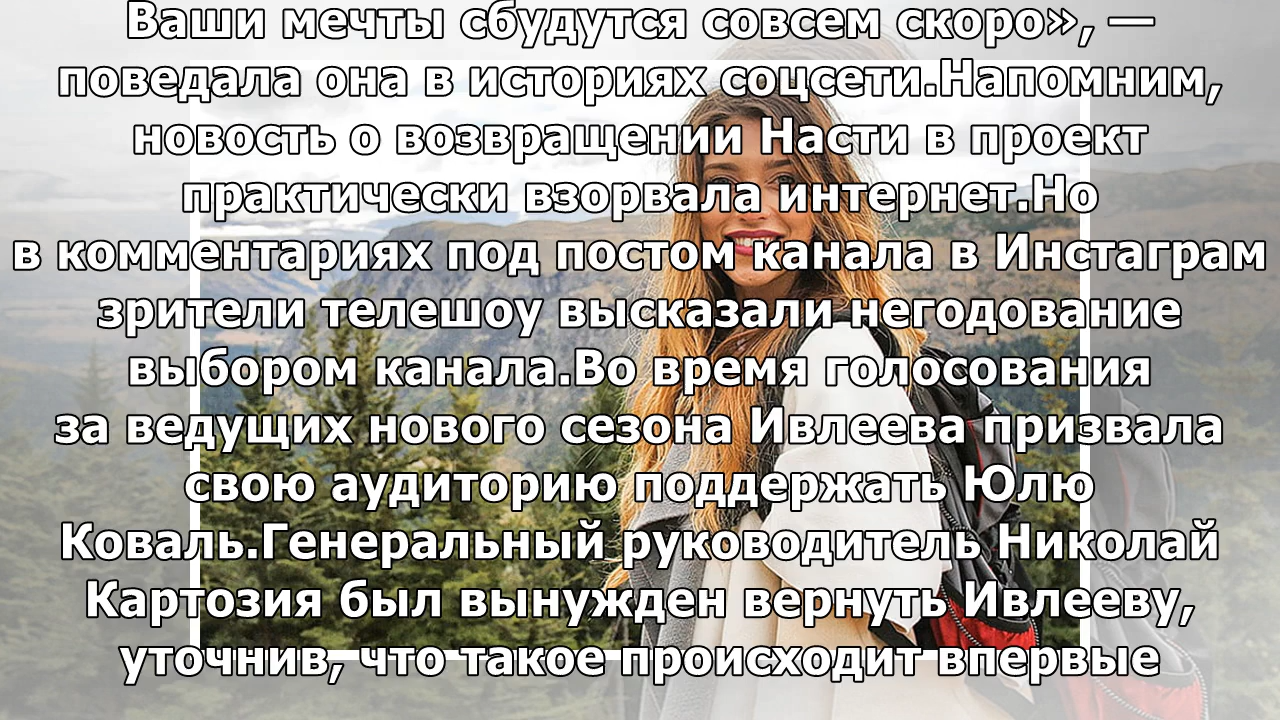 Ваши мечты сбудутся совсем скоро», —
поведала она в историях соцсети.Напомним,
новость о возвращении Насти в проект
практически взорвала интернет.Но
в комментариях под постом канала в Инстаграм
зрители телешоу высказали негодование
выбором канала.Во время голосования
за ведущих нового сезона Ивлеева призвала
свою аудиторию поддержать Юлю
Коваль.Генеральный руководитель Николай
Картозия был вынужден вернуть Ивлееву,
уточнив, что такое происходит впервые